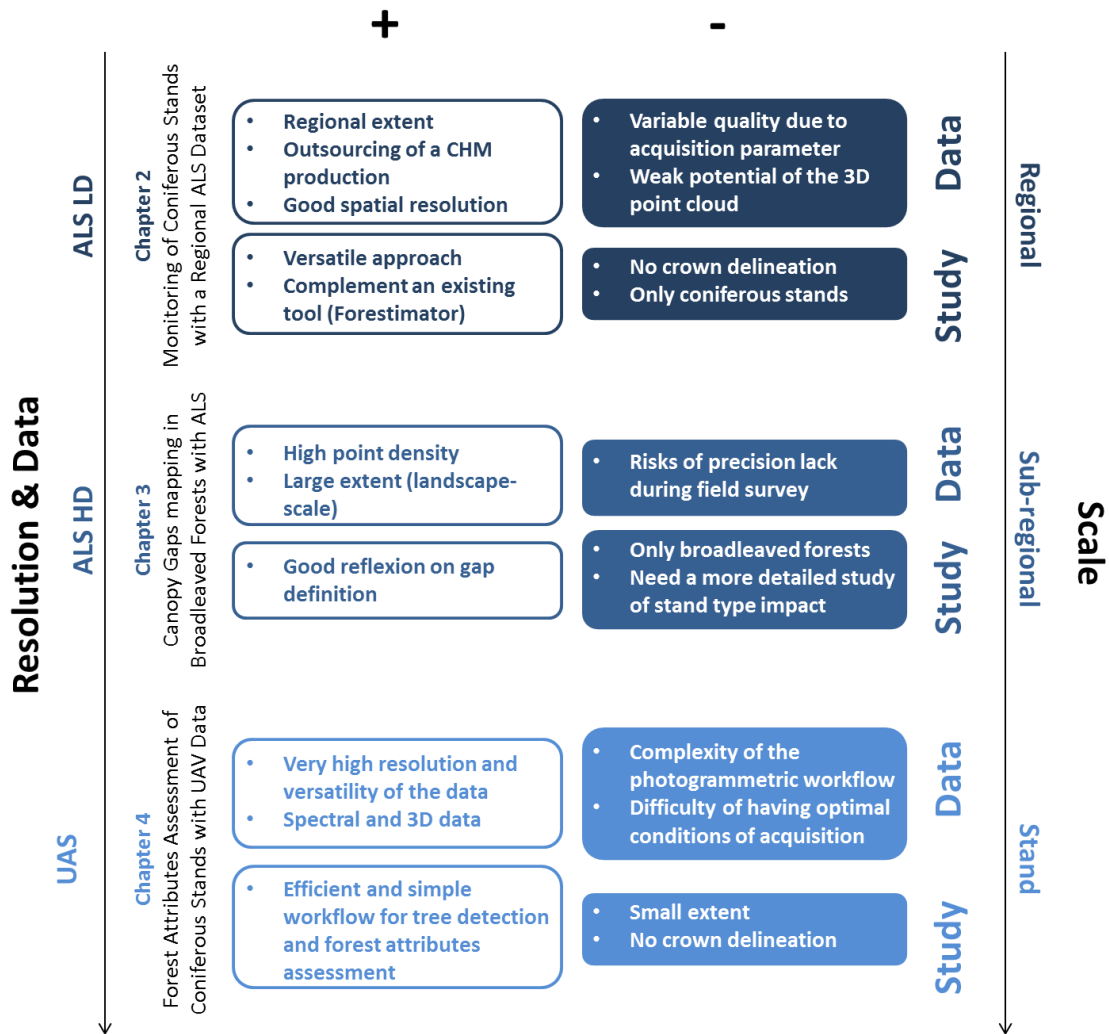 +
-
Resolution & Data
Scale
ALS LD
Chapter 2
Monitoring of Coniferous Stands
with a Regional ALS Dataset
• Regional extent
• Outsourcing of a CHM
production
• Good spatial resolution
• Variable quality due to
acquisition parameter
• Weak potential of the 3D
point cloud
Data
Regional
• Versatile approach
• Complement an existing
tool (Forestimator)
• No crown delineation
• Only coniferous stands
Study
ALS HD
Chapter 3
Canopy Gaps mapping in
Broadleaved Forests with ALS
• High point density
• Large extent (landscape-
scale)
• Risks of precision lack
during field survey
Data
Sub-regional
• Good reflexion on gap
definition
• Only broadleaved forests
• Need a more detailed study
of stand type impact
Study
UAS
Chapter 4
Forest Attributes Assessment of
Coniferous Stands with UAV Data
• Very high resolution and
versatility of the data
• Spectral and 3D data
• Complexity of the
photogrammetric workflow
• Difficulty of having optimal
conditions of acquisition
Data
Stand
• Efficient and simple
workflow for tree detection
and forest attributes
assessment
• Small extent
• No crown delineation
Study